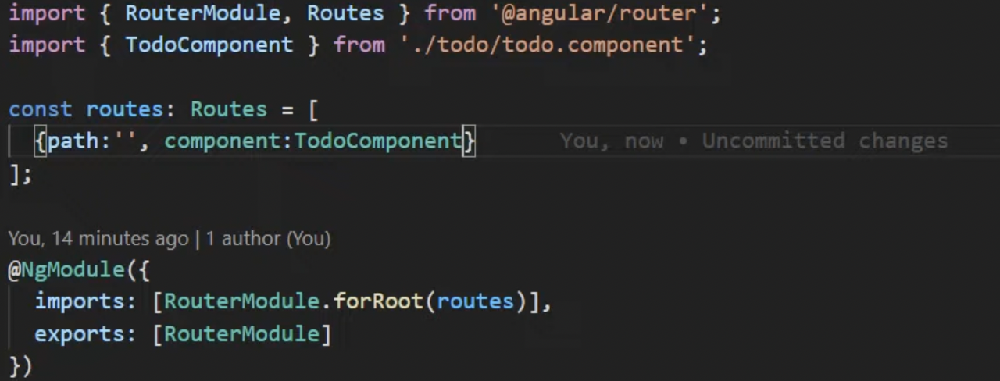 import { RouterModule, Routes } from '@angular/router';
import { TodoComponent } from './todo/todo.component';
const routes: Routes = [
{path:'', component:TodoComponent} You, now • Uncommitted changes
];
You, 14 minutes ago | 1 author (You)
@NgModule({
imports: [RouterModule.forRoot(routes)],
exports: [RouterModule]
})